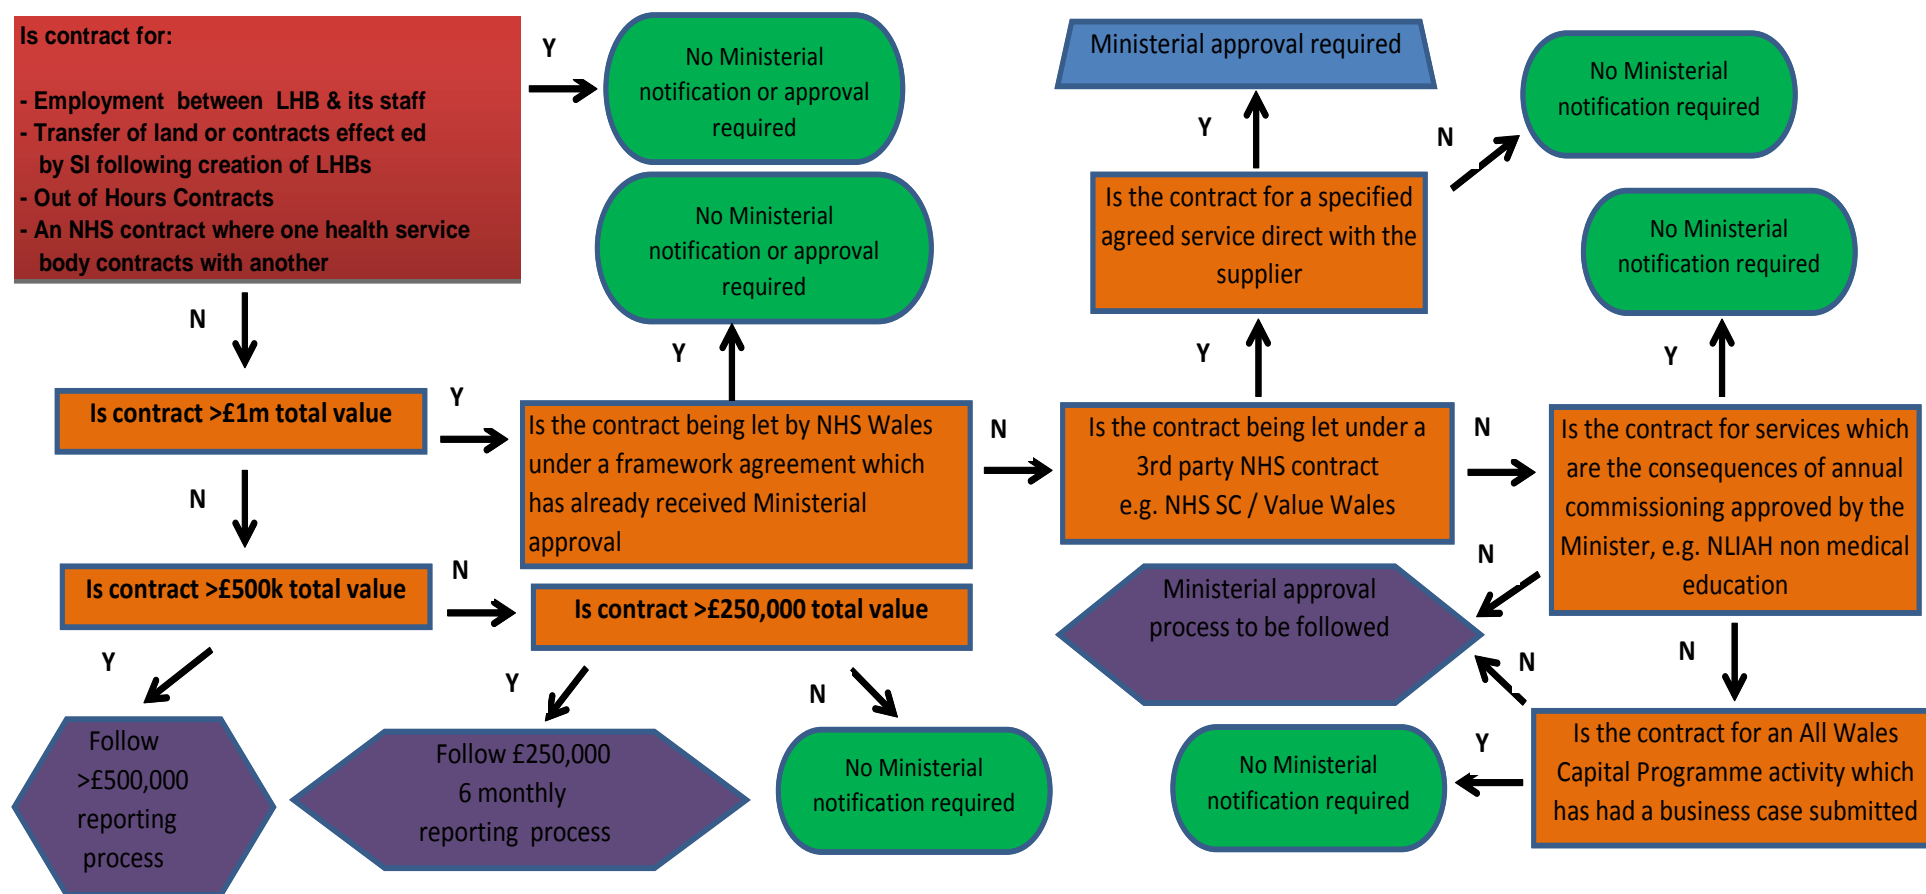 Is contract for:
- Employment between LHB & its staff
- Transfer of land or contracts effect ed
by SI following creation of LHBs
- Out of Hours Contracts
- An NHS contract where one health service
body contracts with another
Y
No Ministerial
notification or approval
required
N
No Ministerial
notification or approval
required
Y
Is contract >£1m total value
Y
Is the contract being let by NHS Wales
under a framework agreement which
has already received Ministerial
approval
N
N
Is contract >£500k total value
N
Is contract >£250,000 total value
Y
Follow
>£500,000
reporting
process
Y
Follow £250,000
6 monthly
reporting process
N
No Ministerial
notification required
Ministerial approval required
Y
N
No Ministerial
notification required
Is the contract for a specified
agreed service direct with the
supplier
Y
Is the contract being let under a
3rd party NHS contract
e.g. NHS SC / Value Wales
N
No Ministerial
notification required
Y
Is the contract for services which
are the consequences of annual
commissioning approved by the
Minister, e.g. NLIAH non medical
education
N
Ministerial approval
process to be followed
N
N
Is the contract for an All Wales
Capital Programme activity which
has had a business case submitted
Y
No Ministerial
notification required